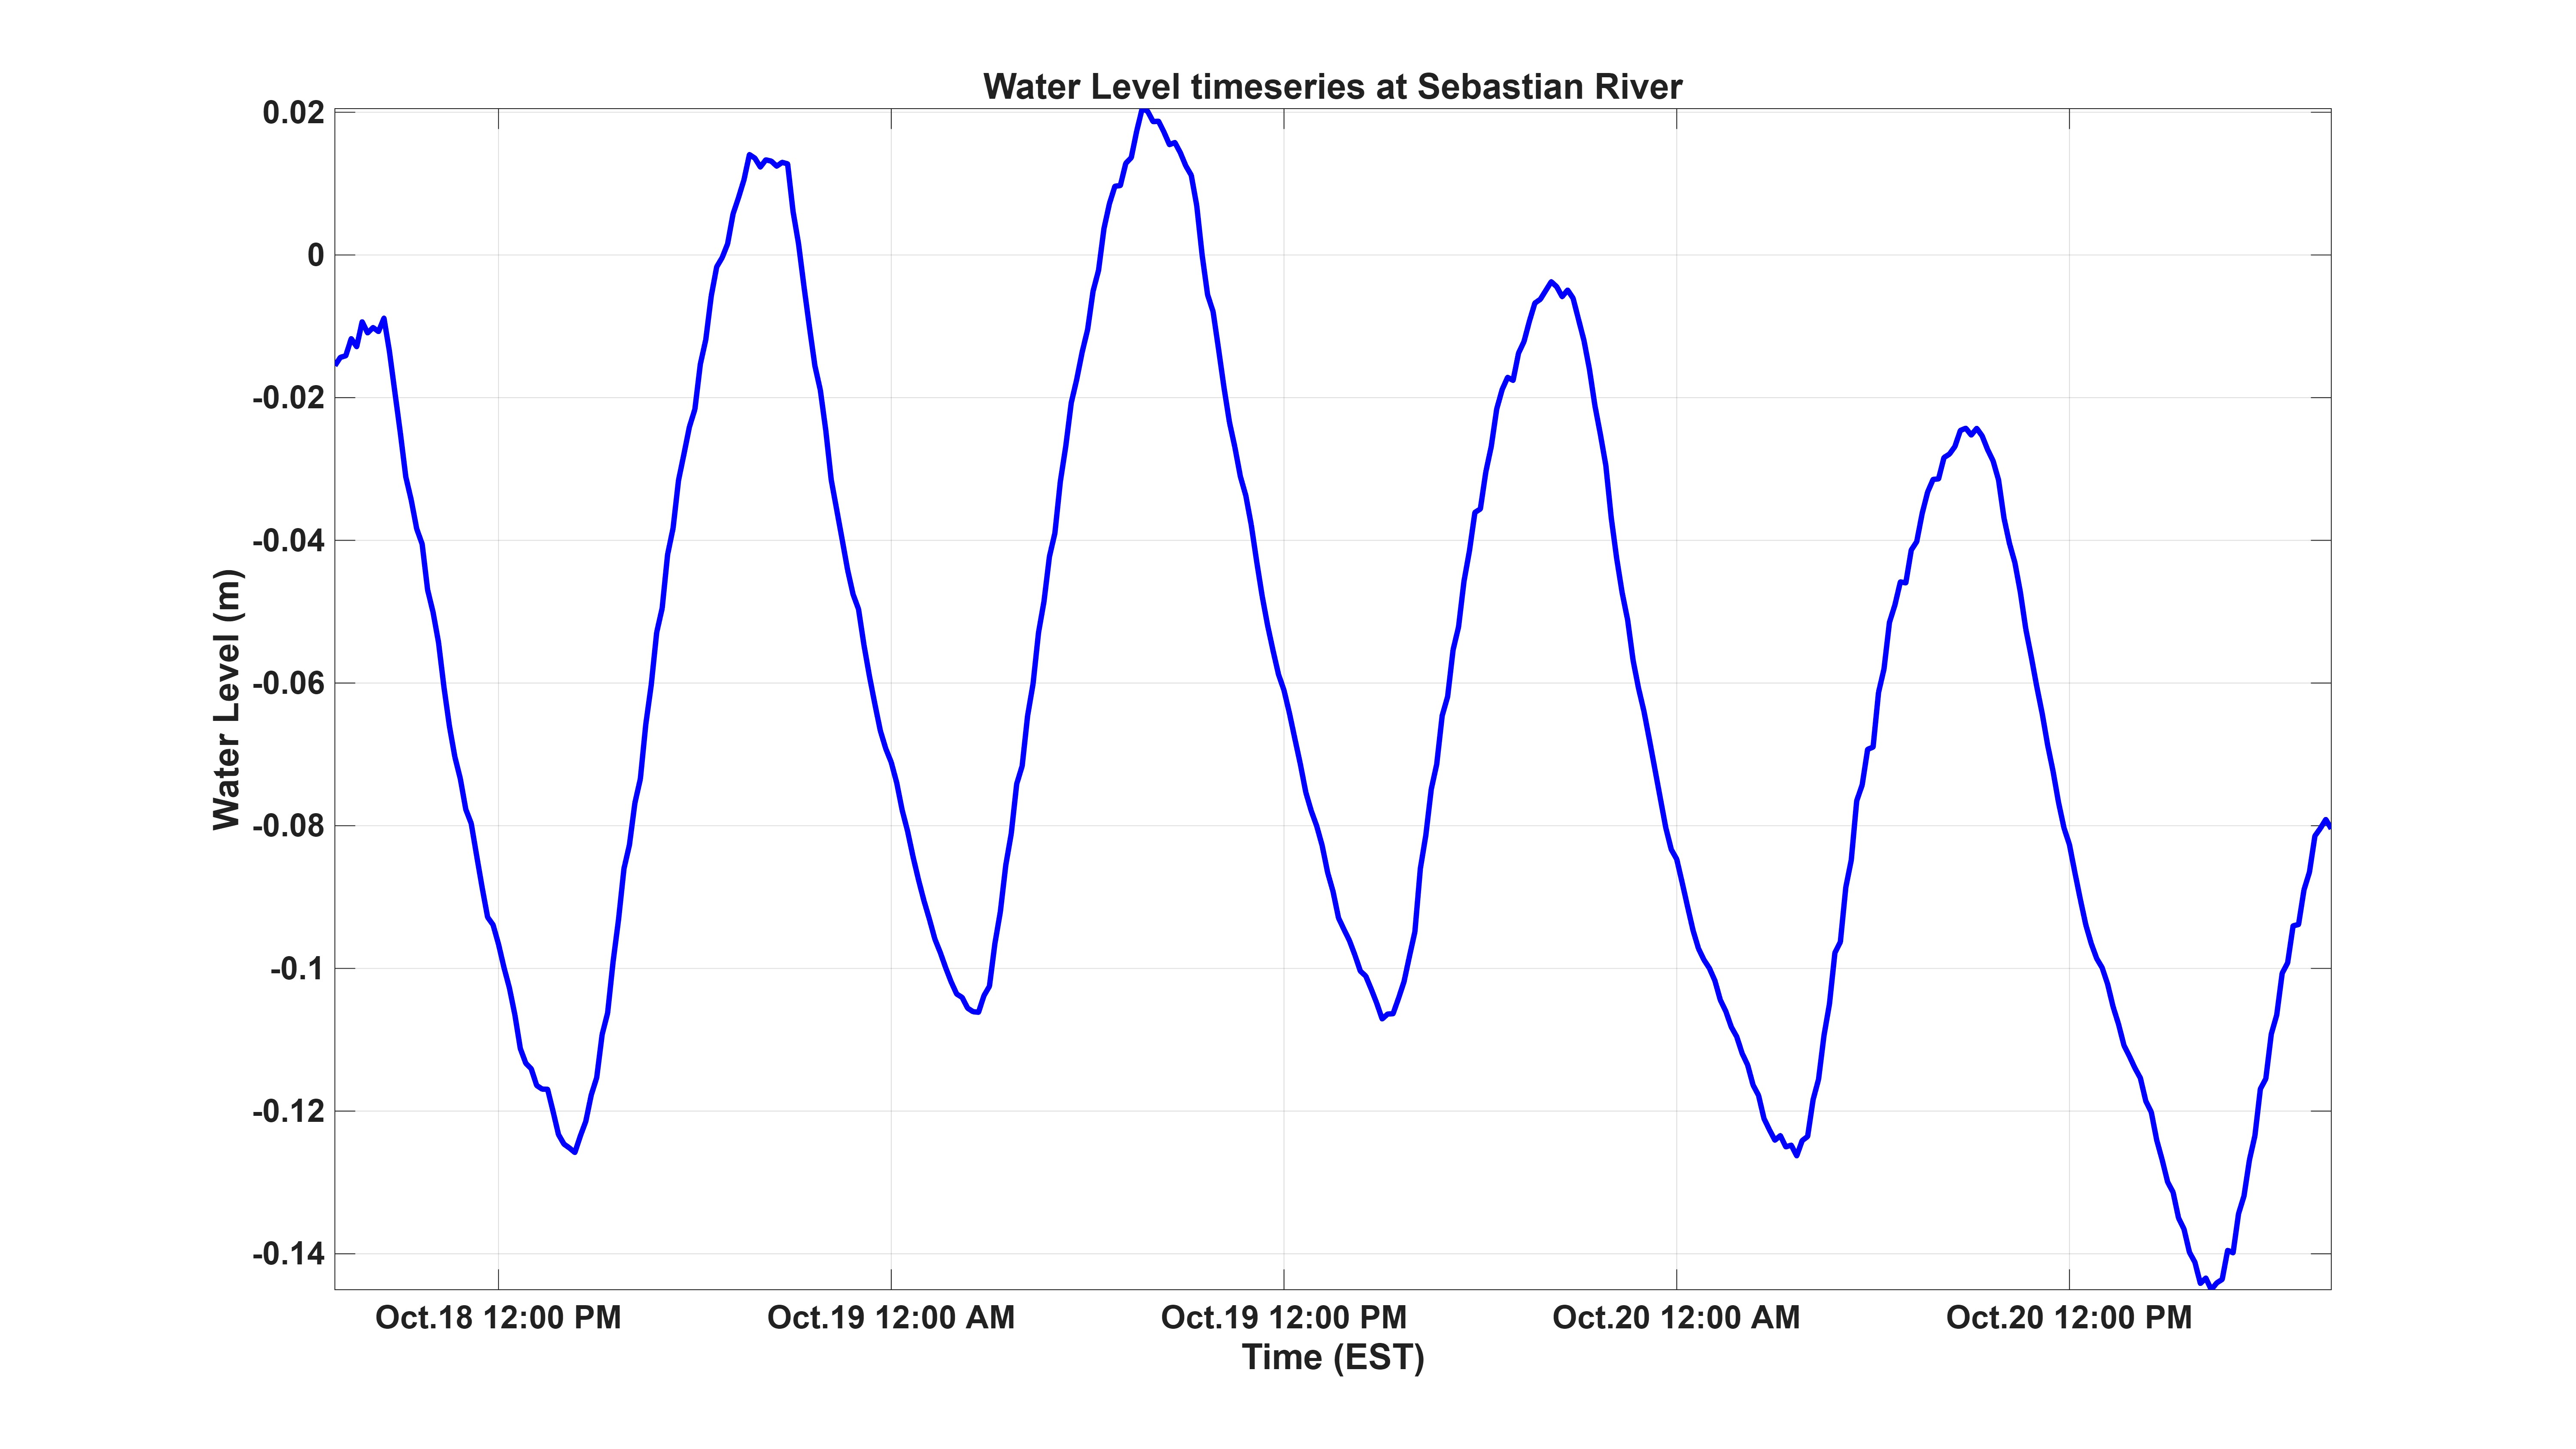 Water Level timeseries at Sebastian River
0.02
0
-0.02
-0.04
-0.06
-0.08
-0.1
-0.12
-0.14
Water Level (m)
Oct.18 12:00 PM
Oct.19 12:00 AM
Oct.19 12:00 PM
Oct.20 12:00 AM
Oct.20 12:00 PM
Time (EST)